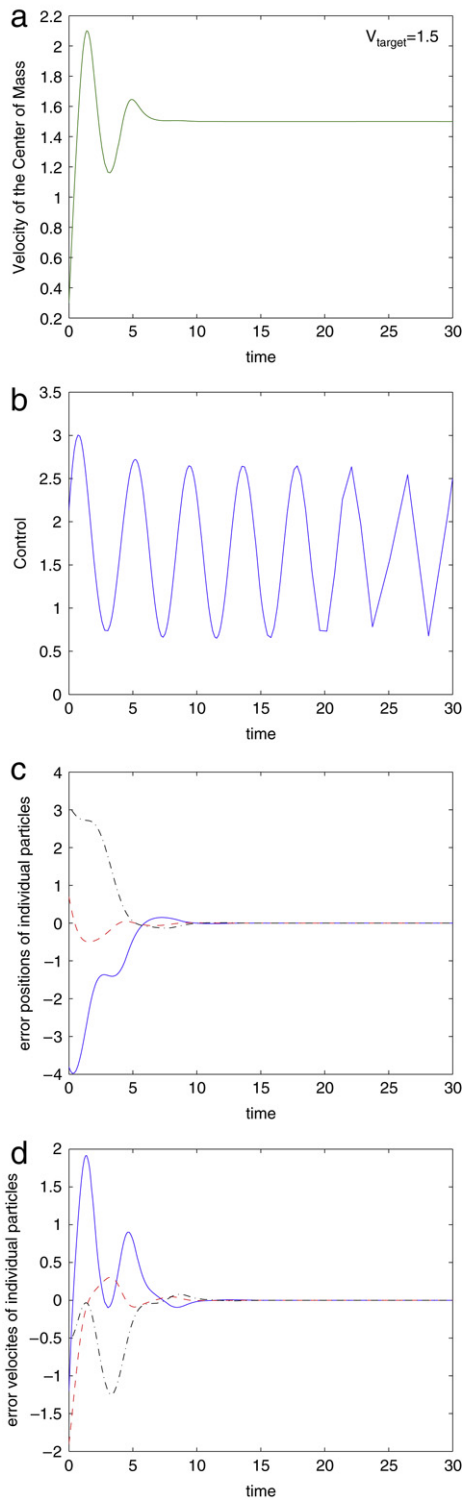 a
V_target=1.5
2.2
2
1.8
1.6
1.4
1.2
1
0.8
0.6
0.4
0.2
Velocity of the Center of Mass
0 5 10 15 20 25 30
time
b
3.5
3
2.5
2
1.5
1
0.5
0
Control
0 5 10 15 20 25 30
time
c
4
3
2
1
0
−1
−2
−3
−4
error positions of individual particles
0 5 10 15 20 25 30
time
d
2
1.5
1
0.5
0
−0.5
−1
−1.5
−2
error velocites of individual particles
0 5 10 15 20 25 30
time